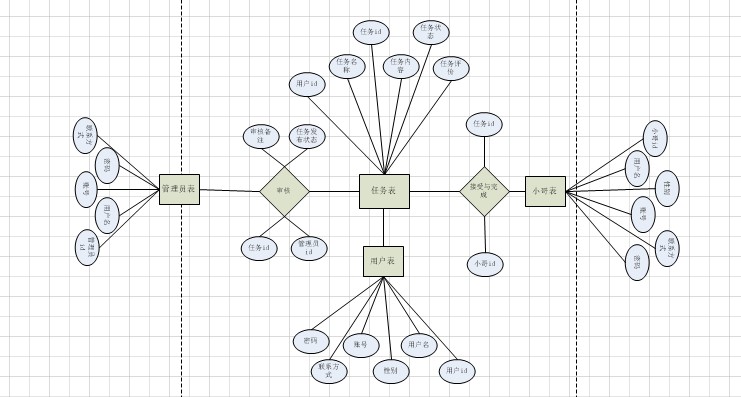 任务id
任务状
态
任务名
称
任务内
容
任务评
价
用户id
审核备
注
任务发
布状态
任务id
联系方
式
密码
账号
用户名
管理员
id
管理员表
审核
任务表
接受与完
成
小哥表
小哥id
用户名
性别
账号
联系方
式
密码
任务id
管理员
id
小哥id
用户表
密码
账号
用户名
联系方
式
性别
用户id